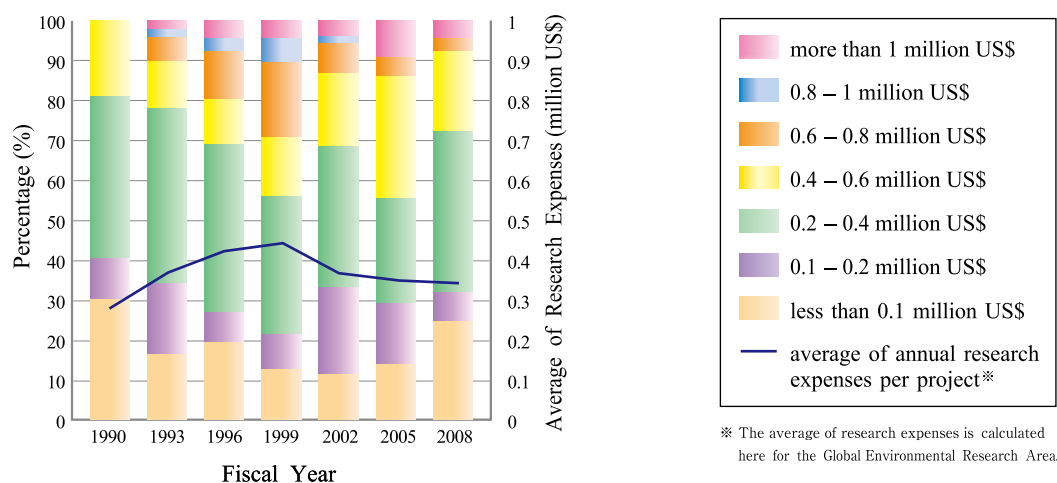 Percentage (%)
100
90
80
70
60
50
40
30
20
10
0
1
0.9
0.8
0.7
0.6
0.5
0.4
0.3
0.2
0.1
0
Average of Research Expenses (million US$)
1990 1993 1996 1999 2002 2005 2008
Fiscal Year
more than 1 million US$
0.8 – 1 million US$
0.6 – 0.8 million US$
0.4 – 0.6 million US$
0.2 – 0.4 million US$
0.1 – 0.2 million US$
less than 0.1 million US$
average of annual research
expenses per project※
※ The average of research expenses is calculated
here for the Global Environmental Research Area.